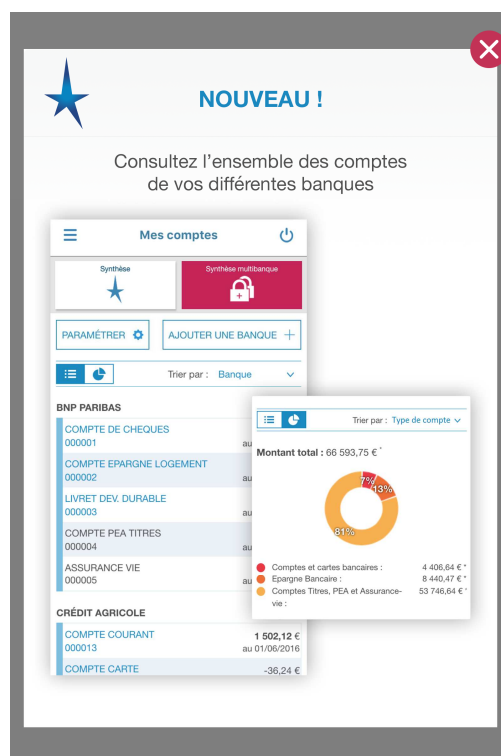 NOUVEAU !
Consultez l’ensemble des comptes
de vos différentes banques
Mes comptes
Synthèse
Synthèse multibanque
PARAMÉTRER
AJOUTER UNE BANQUE
Trier par : Banque
BNP PARIBAS
COMPTE DE CHEQUES
000001
au
COMPTE EPARGNE LOGEMENT
000002
au
LIVRET DEV. DURABLE
000003
au
COMPTE PEA TITRES
000004
au
ASSURANCE VIE
000005
au
CRÉDIT AGRICOLE
COMPTE COURANT
1 502,12 €
000013
au 01/06/2016
COMPTE CARTE
-36,24 €
Trier par : Type de compte
Montant total : 66 593,75 € *
7%
13%
81%
Comptes et cartes bancaires : 4 406,64 € *
Epargne Bancaire : 8 440,47 € *
Comptes Titres, PEA et Assurance- 53 746,64 € *
vie :